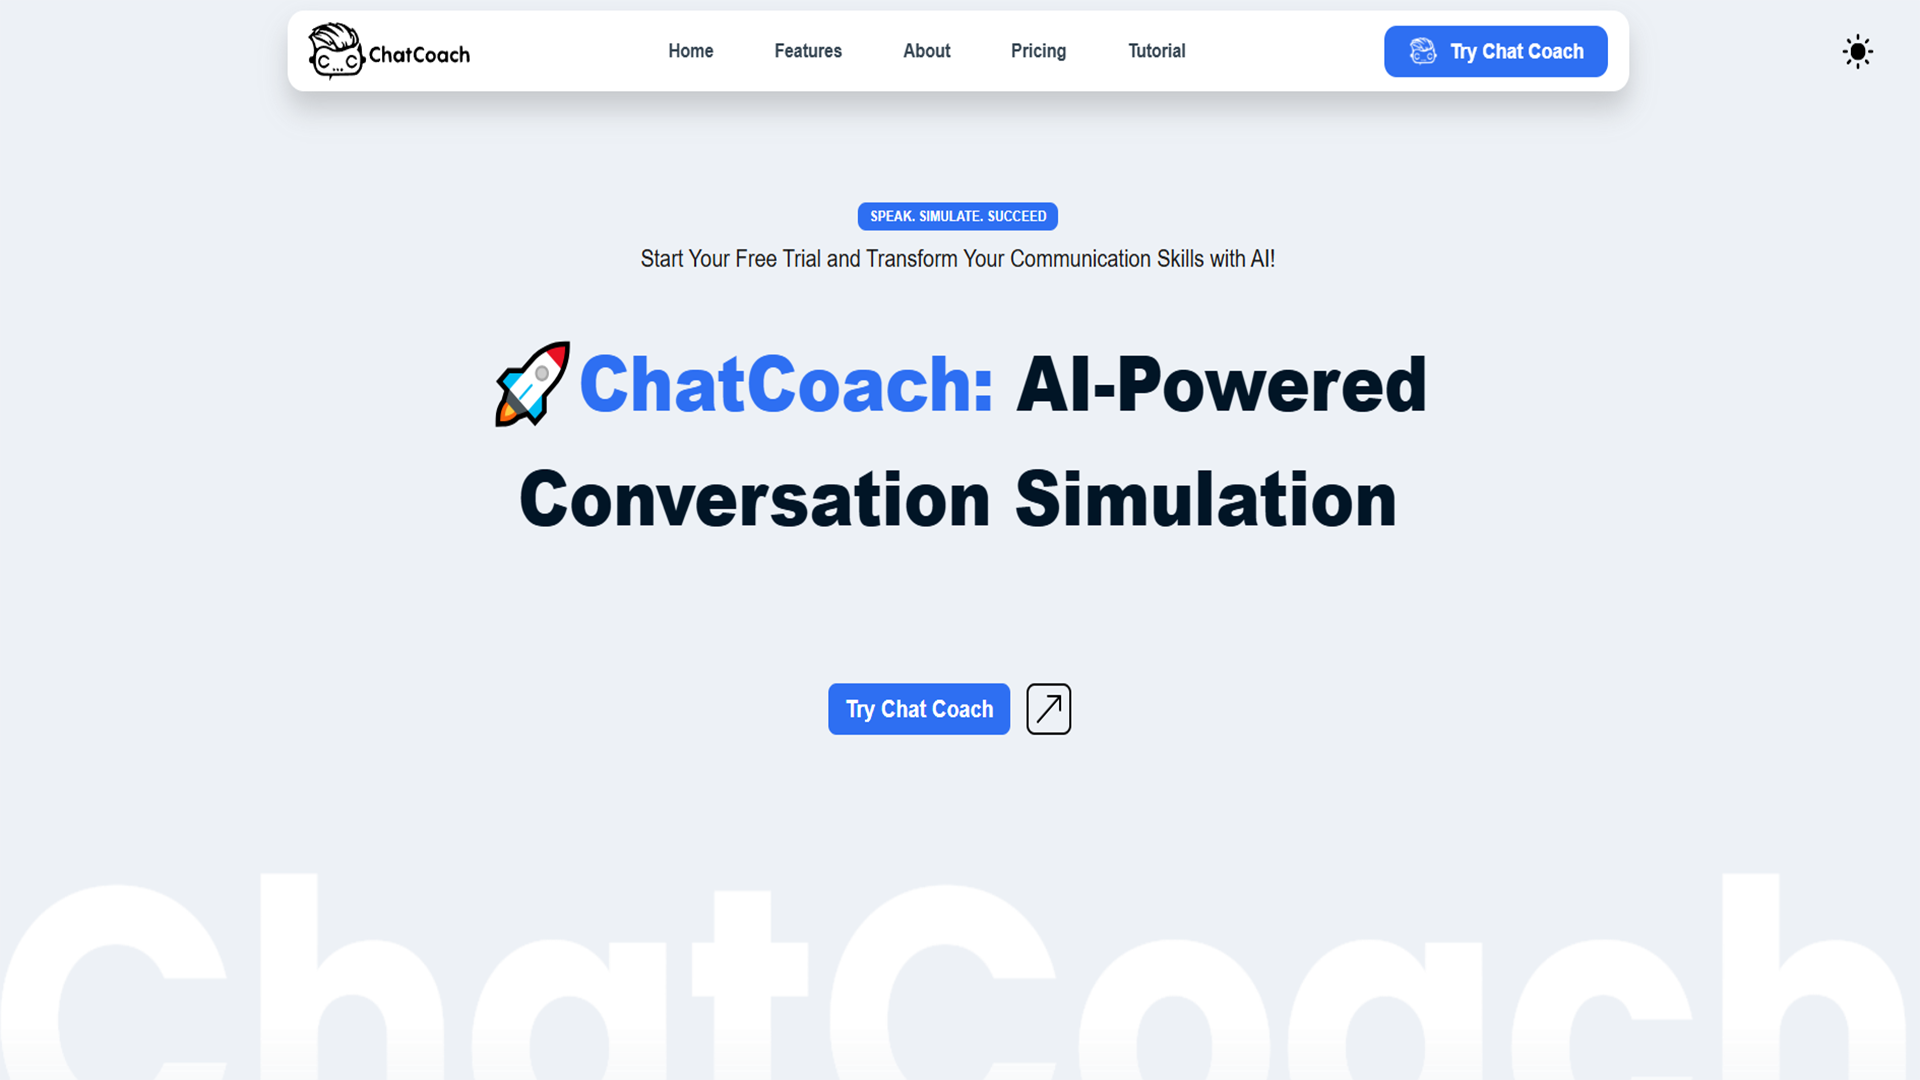 ChatCoach
Home
Features
About
Pricing
Tutorial
Try Chat Coach
SPEAK. SIMULATE. SUCCEED
Start Your Free Trial and Transform Your Communication Skills with AI!
ChatCoach: AI-Powered
Conversation Simulation
Try Chat Coach
ChatCoach